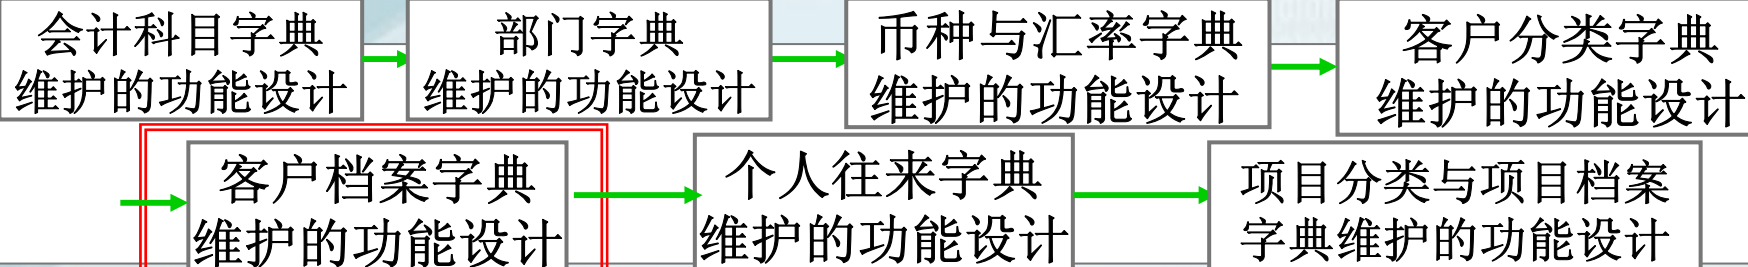 会计科目字典
维护的功能设计
部门字典
维护的功能设计
币种与汇率字典
维护的功能设计
客户分类字典
维护的功能设计
客户档案字典
维护的功能设计
个人往来字典
维护的功能设计
项目分类与项目档案
字典维护的功能设计